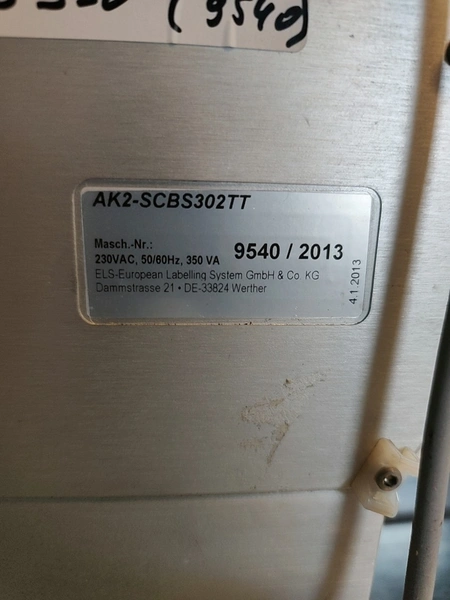 (9540)
AK2-SCBS302TT
Masch.-Nr.: 9540 / 2013
230VAC, 50/60Hz, 350 VA
ELS-European Labelling System GmbH & Co. KG
Dammstrasse 21 • DE-33824 Werther
4.1.2013